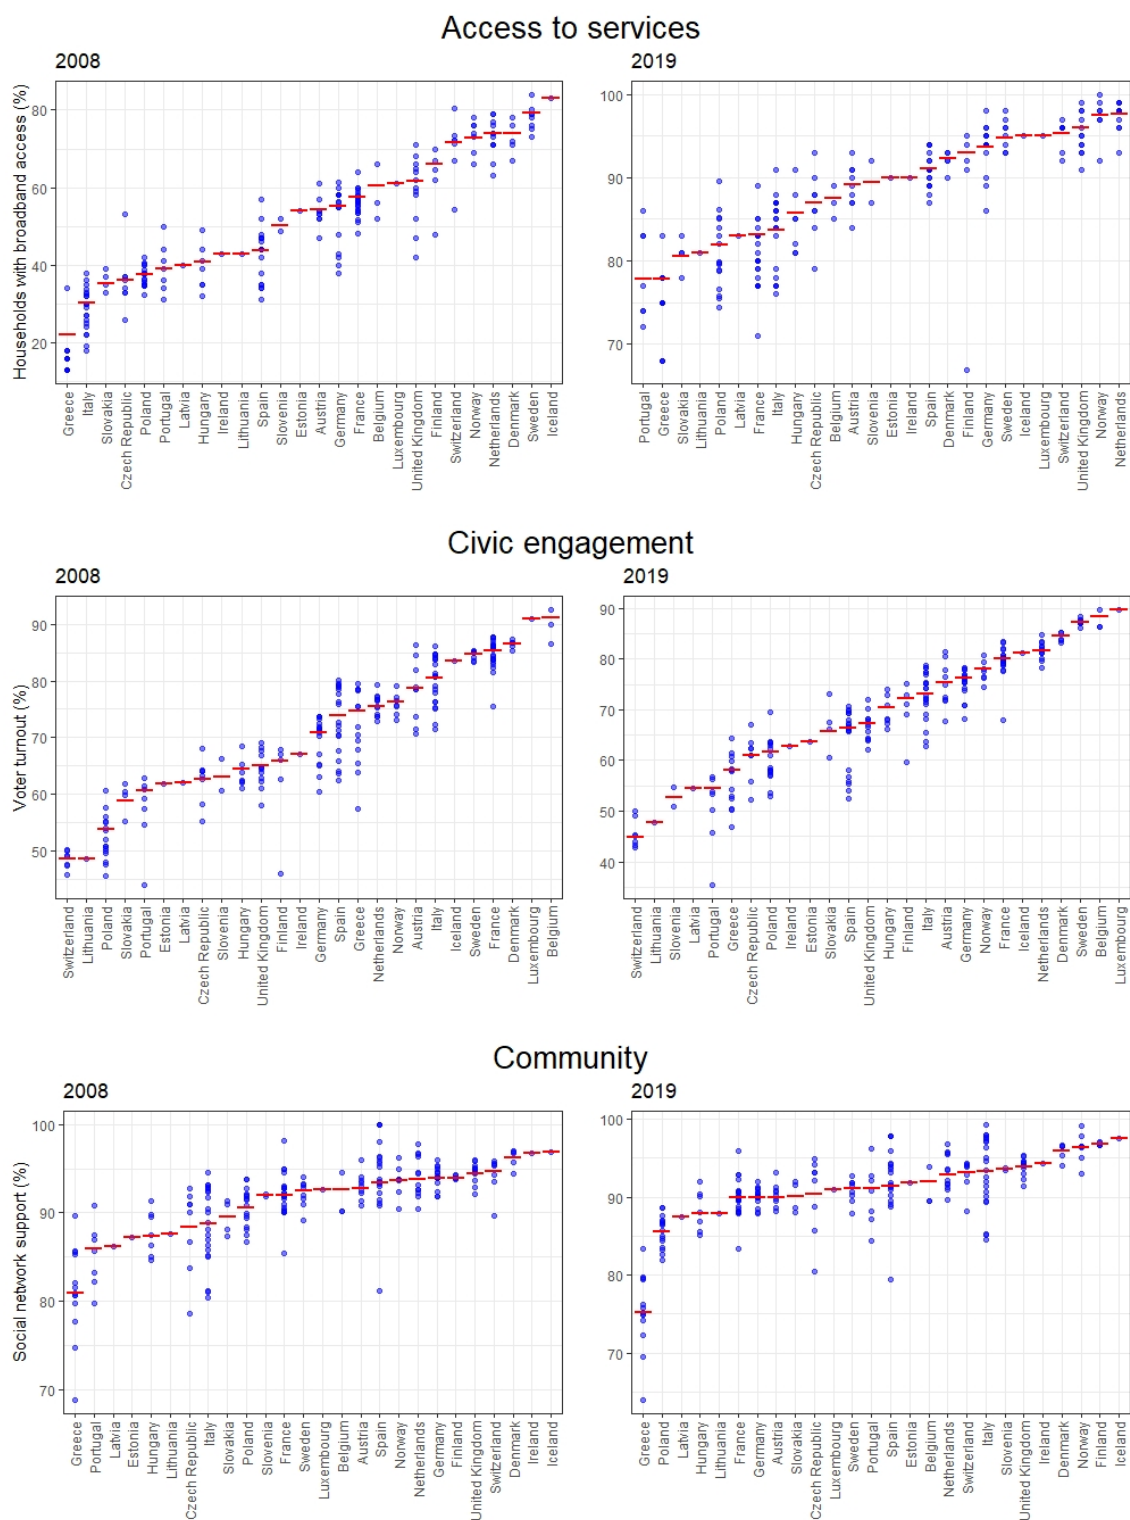 Access to services
2008
2019
Households with broadband access (%)
80
60
40
20
100
90
80
70
Greece
Italy
Slovakia
Czech Republic
Poland
Portugal
Latvia
Hungary
Ireland
Lithuania
Spain
Slovenia
Estonia
Austria
Germany
France
Belgium
Luxembourg
United Kingdom
Finland
Switzerland
Norway
Netherlands
Denmark
Sweden
Iceland
Portugal
Greece
Slovakia
Lithuania
Poland
Latvia
France
Italy
Hungary
Czech Republic
Belgium
Austria
Slovenia
Estonia
Ireland
Spain
Denmark
Finland
Germany
Sweden
Iceland
Luxembourg
Switzerland
United Kingdom
Norway
Netherlands
Civic engagement
2008
2019
Voter turnout (%)
90
80
70
60
50
90
80
70
60
50
40
Switzerland
Lithuania
Poland
Slovakia
Portugal
Estonia
Latvia
Czech Republic
Slovenia
Hungary
United Kingdom
Finland
Ireland
Germany
Spain
Greece
Netherlands
Norway
Austria
Italy
Iceland
Sweden
France
Denmark
Luxembourg
Belgium
Switzerland
Lithuania
Slovenia
Latvia
Portugal
Greece
Czech Republic
Poland
Ireland
Estonia
Slovakia
Spain
United Kingdom
Hungary
Finland
Italy
Austria
Germany
Norway
France
Iceland
Netherlands
Denmark
Sweden
Belgium
Luxembourg
Community
2008
2019
Social network support (%)
100
90
80
70
100
90
80
70
Greece
Portugal
Latvia
Estonia
Hungary
Lithuania
Czech Republic
Italy
Slovakia
Poland
Slovenia
France
Sweden
Luxembourg
Belgium
Austria
Spain
Norway
Netherlands
Germany
Finland
United Kingdom
Switzerland
Denmark
Ireland
Iceland
Greece
Poland
Latvia
Hungary
Lithuania
France
Germany
Austria
Slovakia
Czech Republic
Luxembourg
Sweden
Portugal
Spain
Estonia
Belgium
Netherlands
Switzerland
Italy
Slovenia
United Kingdom
Ireland
Denmark
Norway
Finland
Iceland